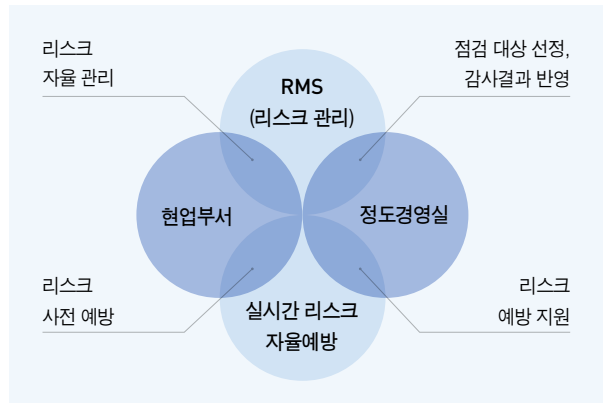 리스크
자율 관리
점검 대상 선정,
감사결과 반영
RMS
(리스크 관리)
현업부서
정도경영실
리스크
사전 예방
실시간 리스크
자율예방
리스크
예방 지원